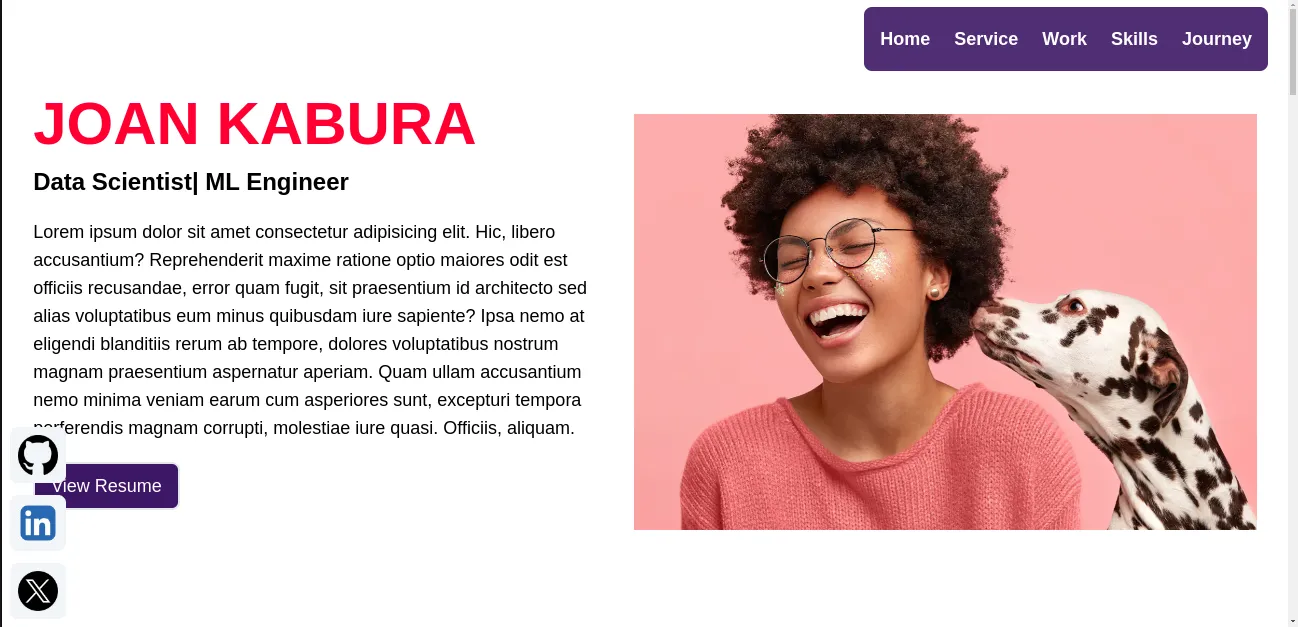 Home Service Work Skills Journey
JOAN KABURA
Data Scientist| ML Engineer
Lorem ipsum dolor sit amet consectetur adipisicing elit. Hic, libero
accusantium? Reprehenderit maxime ratione optio maiores odit est
officiis recusandae, error quam fugit, sit praesentium id architecto sed
alias voluptatibus eum minus quibusdam iure sapiente? Ipsa nemo at
eligendi blanditiis rerum ab tempore, dolores voluptatibus nostrum
magnam praesentium aspernatur aperiam. Quam ullam accusantium
nemo minima veniam earum cum asperiores sunt, excepturi tempora
perferendis magnam corrupti, molestiae iure quasi. Officiis, aliquam.
View Resume
in
X